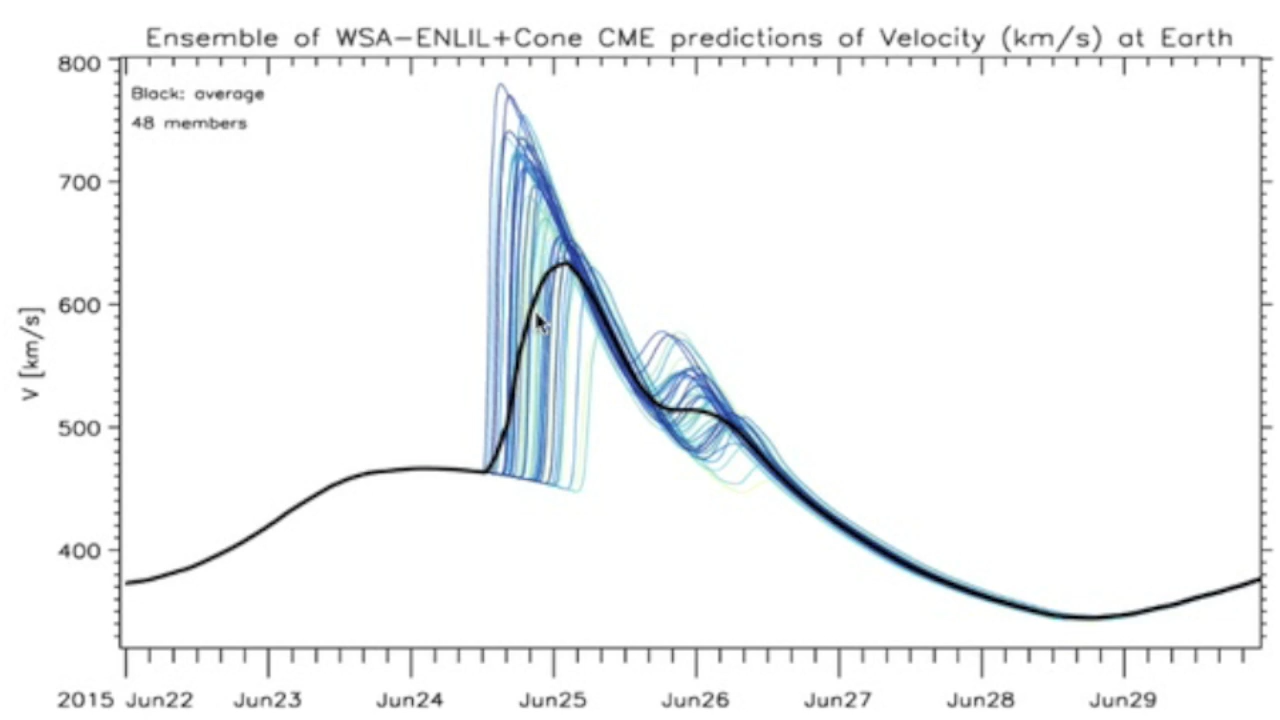 Ensemble of WSA-ENLIL+Cone CME predictions of Velocity (km/s) at Earth
Black: average
48 members
800
700
600
500
400
V [km/s]
2015 Jun22 Jun23 Jun24 Jun25 Jun26 Jun27 Jun28 Jun29